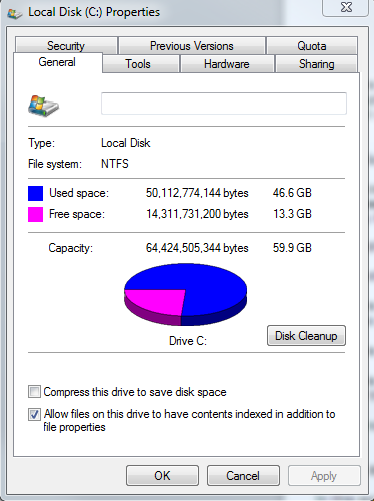 Local Disk (C:) Properties
Security Previous Versions Quota
General Tools Hardware Sharing
Type: Local Disk
File system: NTFS
Used space: 50,112,774,144 bytes 46.6 GB
Free space: 14,311,731,200 bytes 13.3 GB
Capacity: 64,424,505,344 bytes 59.9 GB
Drive C:
Disk Cleanup
Compress this drive to save disk space
Allow files on this drive to have contents indexed in addition to
file properties
OK Cancel Apply